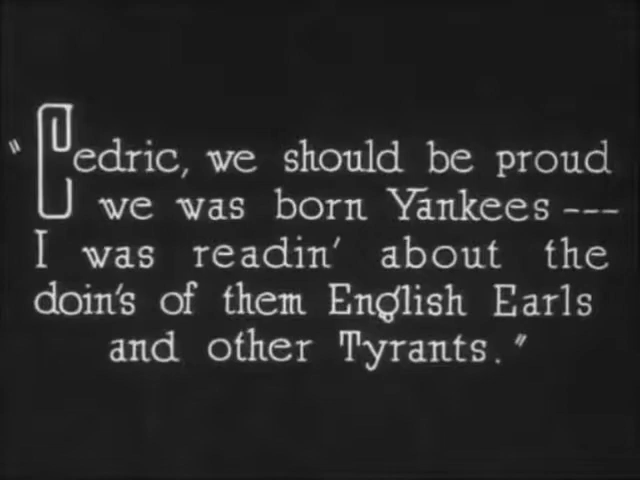 "Cedric, we should be proud
we was born Yankees ---
I was readin' about the
doin's of them English Earls
and other Tyrants."